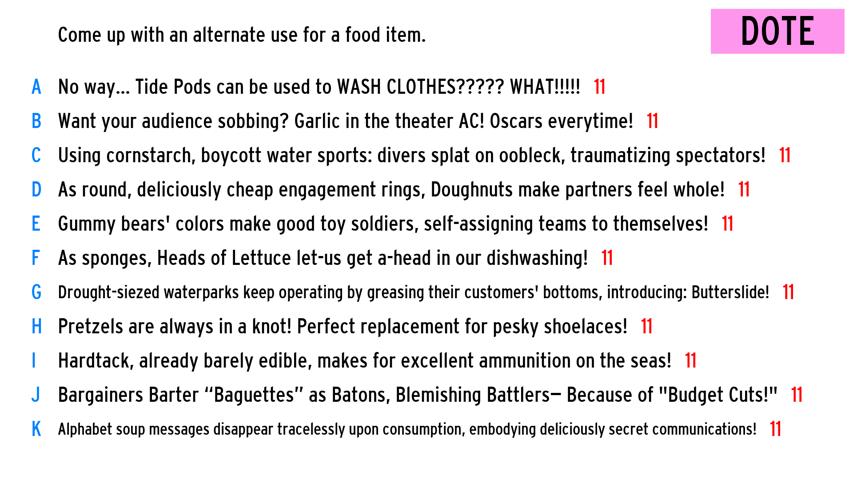 Come up with an alternate use for a food item.
DOTE
A No way... Tide Pods can be used to WASH CLOTHES????? WHAT!!!!! 11
B Want your audience sobbing? Garlic in the theater AC! Oscars everytime! 11
C Using cornstarch, boycott water sports: divers splat on oobleck, traumatizing spectators! 11
D As round, deliciously cheap engagement rings, Doughnuts make partners feel whole! 11
E Gummy bears' colors make good toy soldiers, self-assigning teams to themselves! 11
F As sponges, Heads of Lettuce let-us get a-head in our dishwashing! 11
G Drought-siezed waterparks keep operating by greasing their customers' bottoms, introducing: Butterslide! 11
H Pretzels are always in a knot! Perfect replacement for pesky shoelaces! 11
I Hardtack, already barely edible, makes for excellent ammunition on the seas! 11
J Bargainers Barter “Baguettes” as Batons, Blemishing Battlers— Because of "Budget Cuts!" 11
K Alphabet soup messages disappear tracelessly upon consumption, embodying deliciously secret communications! 11